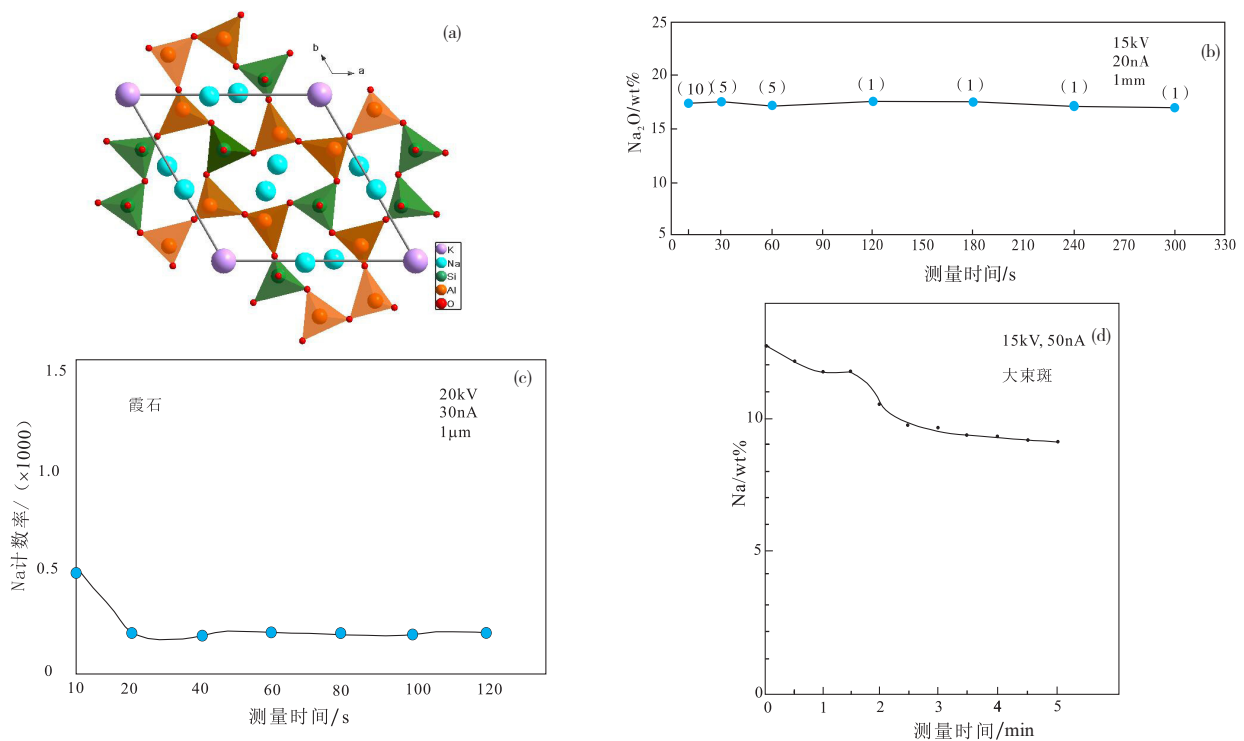 (a)
b
a
K
Na
Si
Al
O
(b)
15kV
20nA
1mm
Na₂O/wt%
25
20
15
10
5
(10)
(5)
(5)
(1)
(1)
(1)
(1)
0 30 60 90 120 150 180 210 240 270 300 330
测量时间/s
(c)
霞石
20kV
30nA
1μm
Na计数率/(×1000)
1.5
1.0
0.5
0
10 20 40 60 80 100 120
测量时间/s
15kV, 50nA (d)
大束斑
Na/wt%
10
5
0
0 1 2 3 4 5
测量时间/min